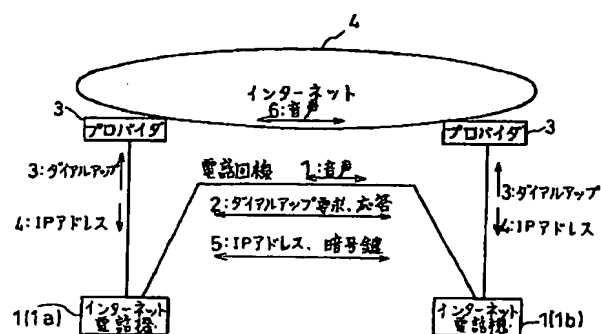 4
インターネット
6:音声
3
プロバイダ
プロバイダ
3
3:ダイアルアップ
4:IPアドレス
電話回線 1:音声
2:ダイアルアップ要求、応答
5:IPアドレス、暗号鍵
3:ダイアルアップ
4:IPアドレス
1(1a)
インターネット
電話機
インターネット
電話機
1(1b)